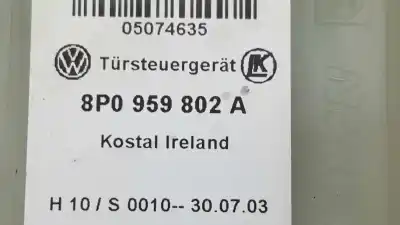 05074635
Türsteuergerät
8P0 959 802 A
Kostal Ireland
H 10 / S 0010-- 30.07.03